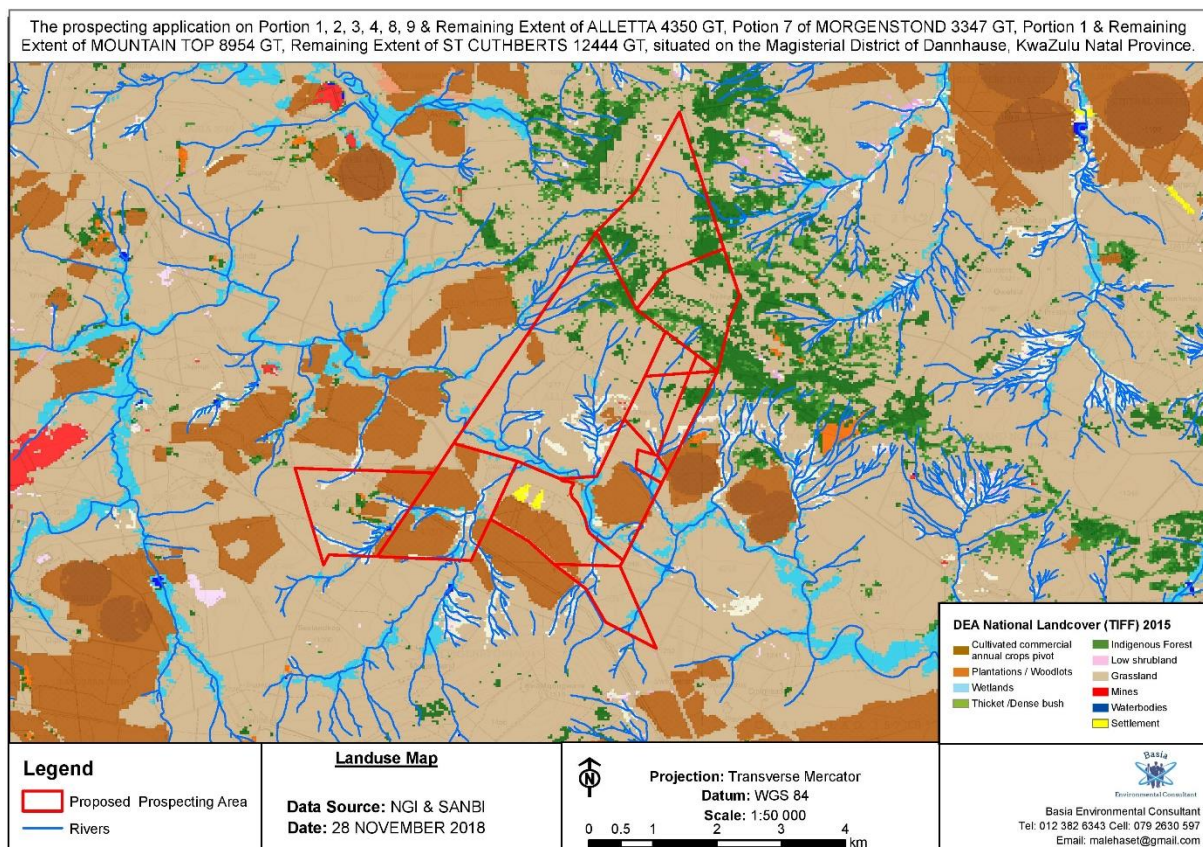 The prospecting application on Portion 1, 2, 3, 4, 8, 9 & Remaining Extent of ALLETTA 4350 GT, Potion 7 of MORGENSTOND 3347 GT, Portion 1 & Remaining
Extent of MOUNTAIN TOP 8954 GT, Remaining Extent of ST CUTHBERTS 12444 GT, situated on the Magisterial District of Dannhause, KwaZulu Natal Province.
DEA National Landcover (TIFF) 2015
Cultivated commercial
annual crops pivot
Plantations / Woodlots
Wetlands
Thicket /Dense bush
Indigenous Forest
Low shrubland
Grassland
Mines
Waterbodies
Settlement
Legend
Proposed Prospecting Area
Rivers
Landuse Map
Data Source: NGI & SANBI
Date: 28 NOVEMBER 2018
N
Projection: Transverse Mercator
Datum: WGS 84
Scale: 1:50 000
0 0.5 1 2 3 4
km
Basia
Environmental Consultant
Basia Environmental Consultant
Tel: 012 382 6343 Cell: 079 2630 597
Email: malehaset@gmail.com